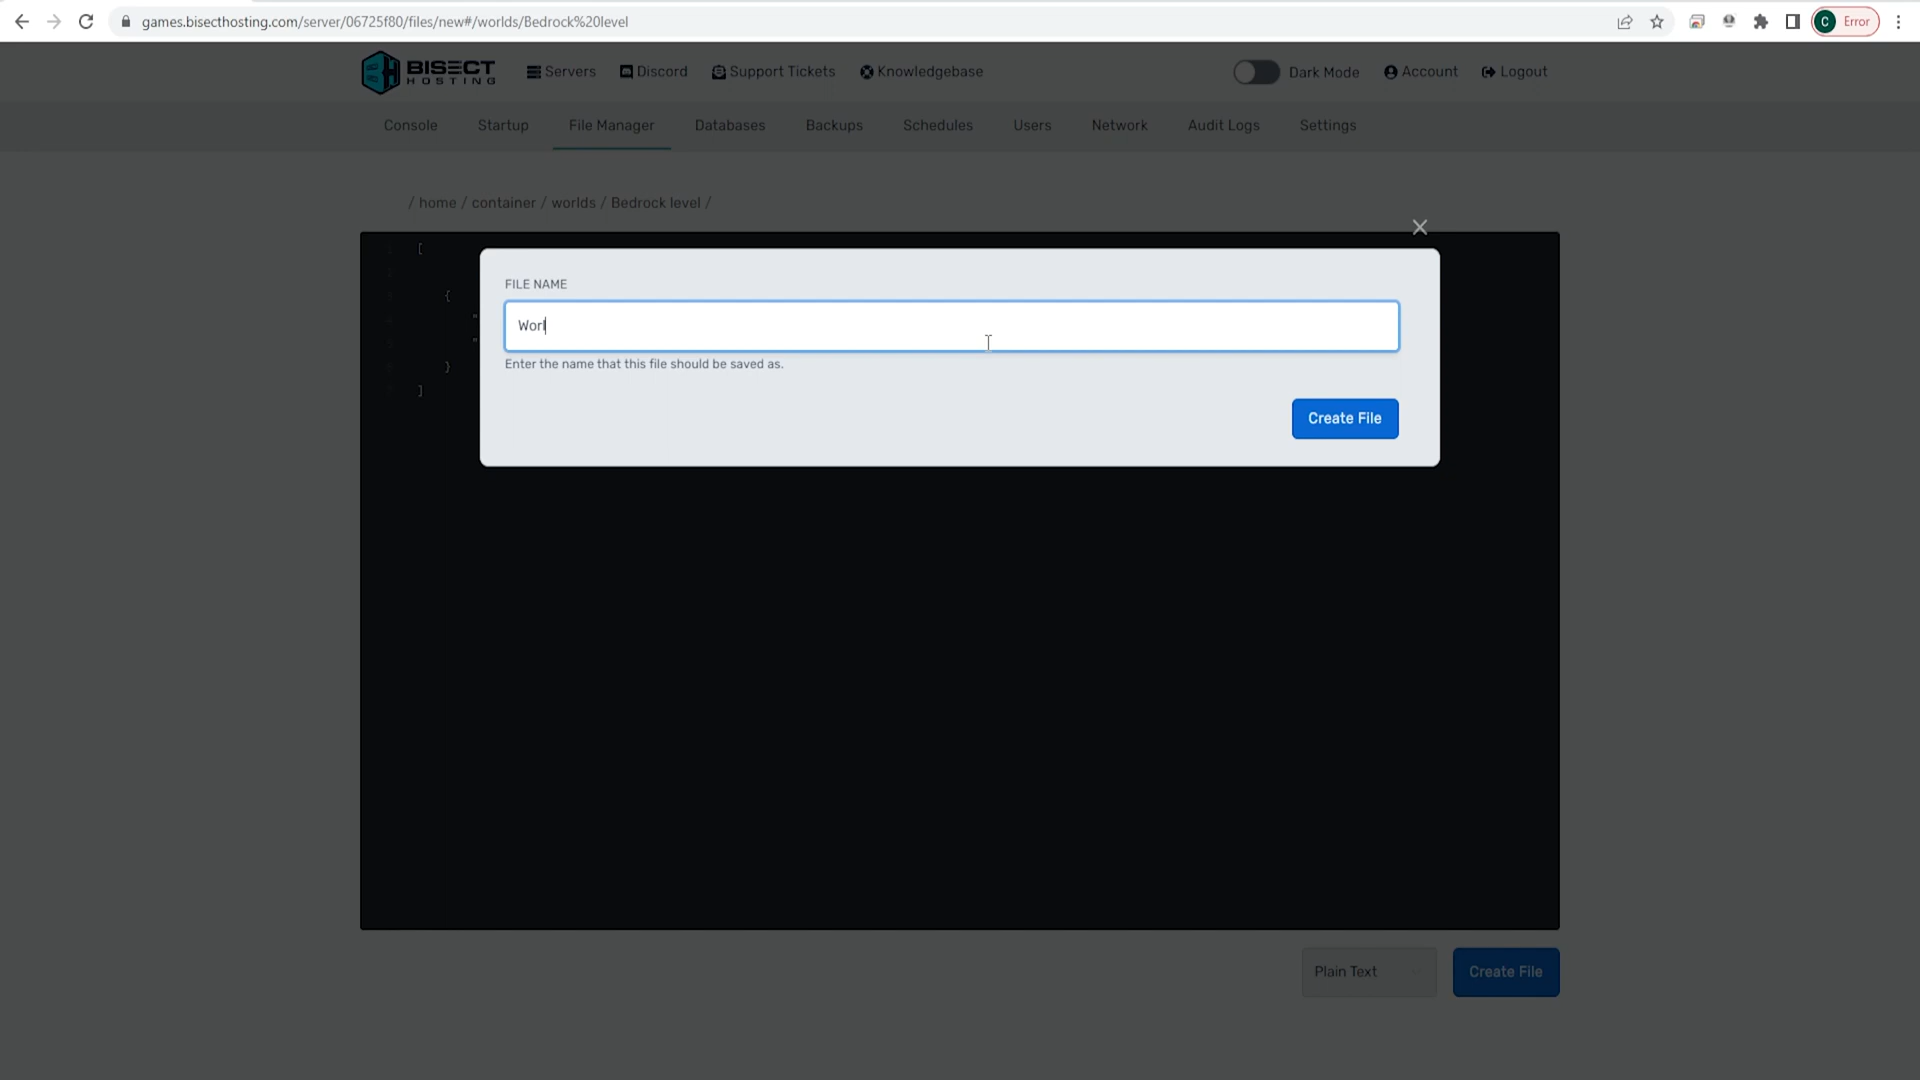 games.bisecthosting.com/server/06725f80/files/new#/worlds/Bedrock%20level
C Error
BISECT HOSTING Servers Discord Support Tickets Knowledgebase Dark Mode Account Logout
Console Startup File Manager Databases Backups Schedules Users Network Audit Logs Settings
/ home / container / worlds / Bedrock level /
[
{
"
"
}
]
FILE NAME
Worl
Enter the name that this file should be saved as.
Create File
Plain Text Create File